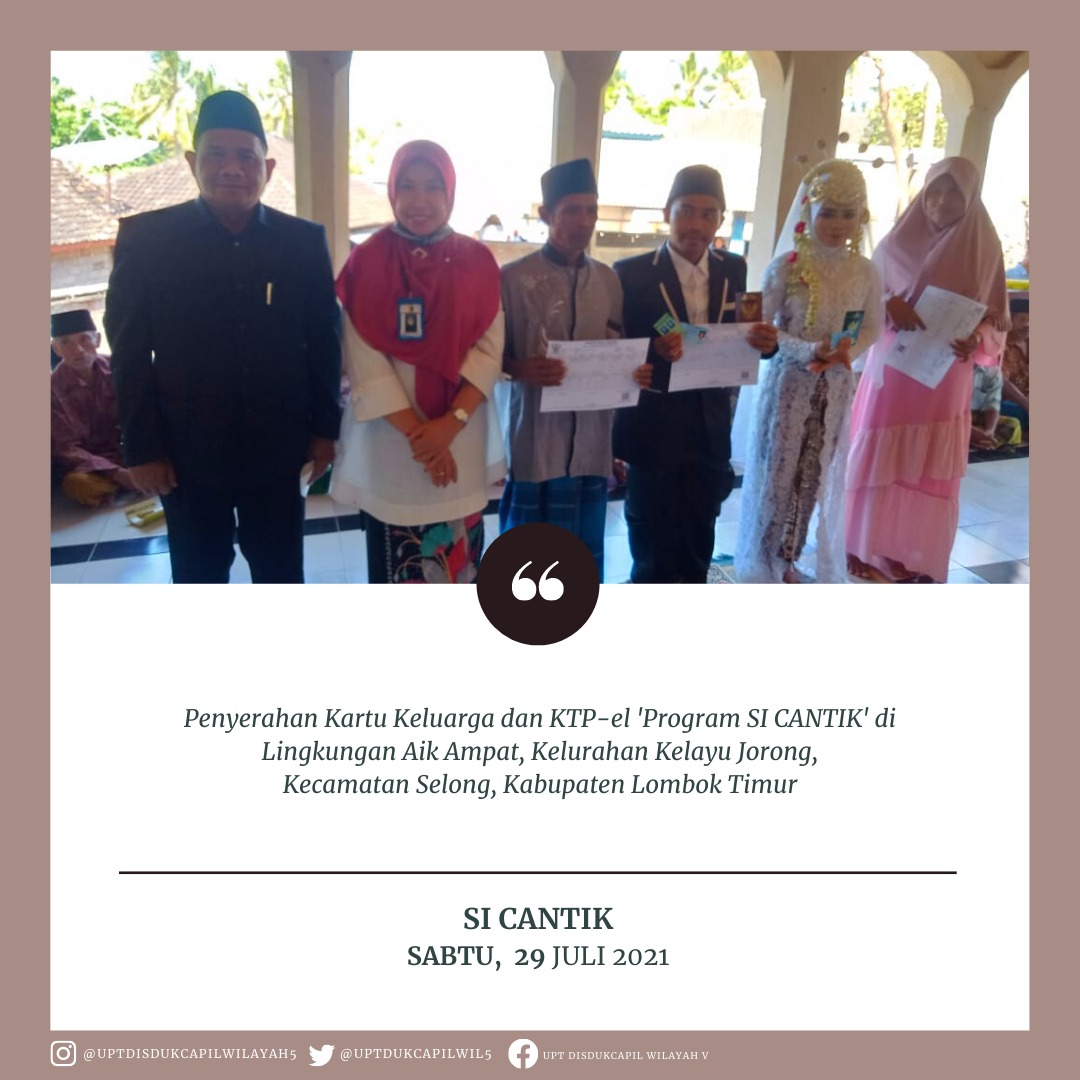 Penyerahan Kartu Keluarga dan KTP-el 'Program SI CANTIK' di
Lingkungan Aik Ampat, Kelurahan Kelayu Jorong,
Kecamatan Selong, Kabupaten Lombok Timur
SI CANTIK
SABTU, 29 JULI 2021
@UPTDISDUKCAPILWILAYAH5 @UPTDUKCAPILWIL5 UPT DISDUKCAPIL WILAYAH V